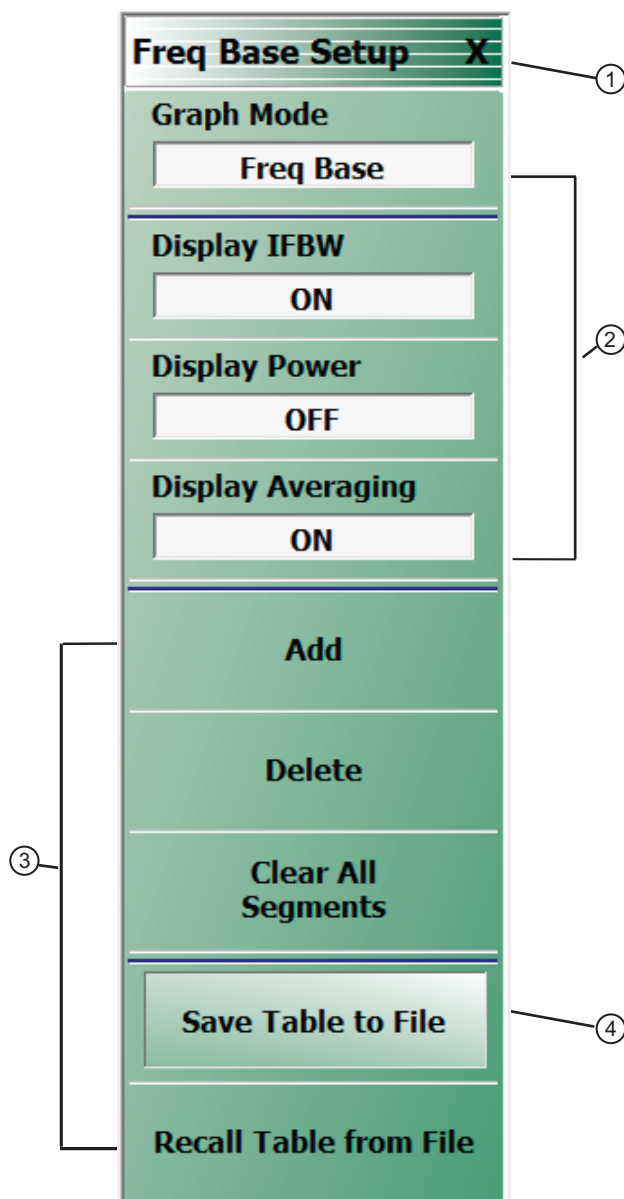 Freq Base Setup X
1
Graph Mode
Freq Base
Display IFBW
ON
2
Display Power
OFF
Display Averaging
ON
Add
Delete
3
Clear All
Segments
Save Table to File
4
Recall Table from File